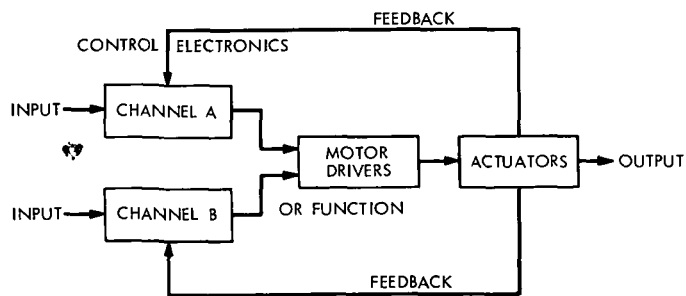 FEEDBACK
CONTROL ELECTRONICS
INPUT
CHANNEL A
MOTOR
DRIVERS
ACTUATORS
OUTPUT
INPUT
CHANNEL B
OR FUNCTION
FEEDBACK